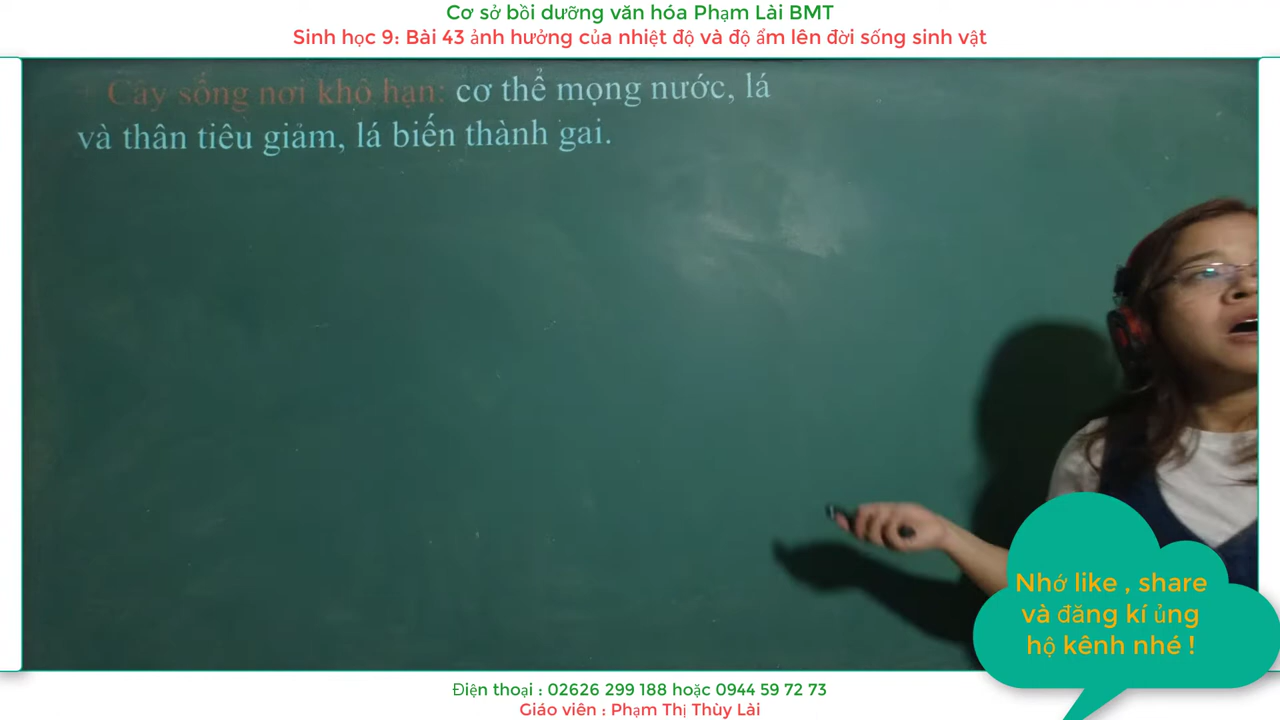 Cơ sở bồi dưỡng văn hóa Phạm Lài BMT
Sinh học 9: Bài 43 ảnh hưởng của nhiệt độ và độ ẩm lên đời sống sinh vật
+ Cây sống nơi khô hạn: cơ thể mọng nước, lá
và thân tiêu giảm, lá biến thành gai.
Nhớ like , share
và đăng kí ủng
hộ kênh nhé !
Điện thoại : 02626 299 188 hoặc 0944 59 72 73
Giáo viên : Phạm Thị Thùy Lài